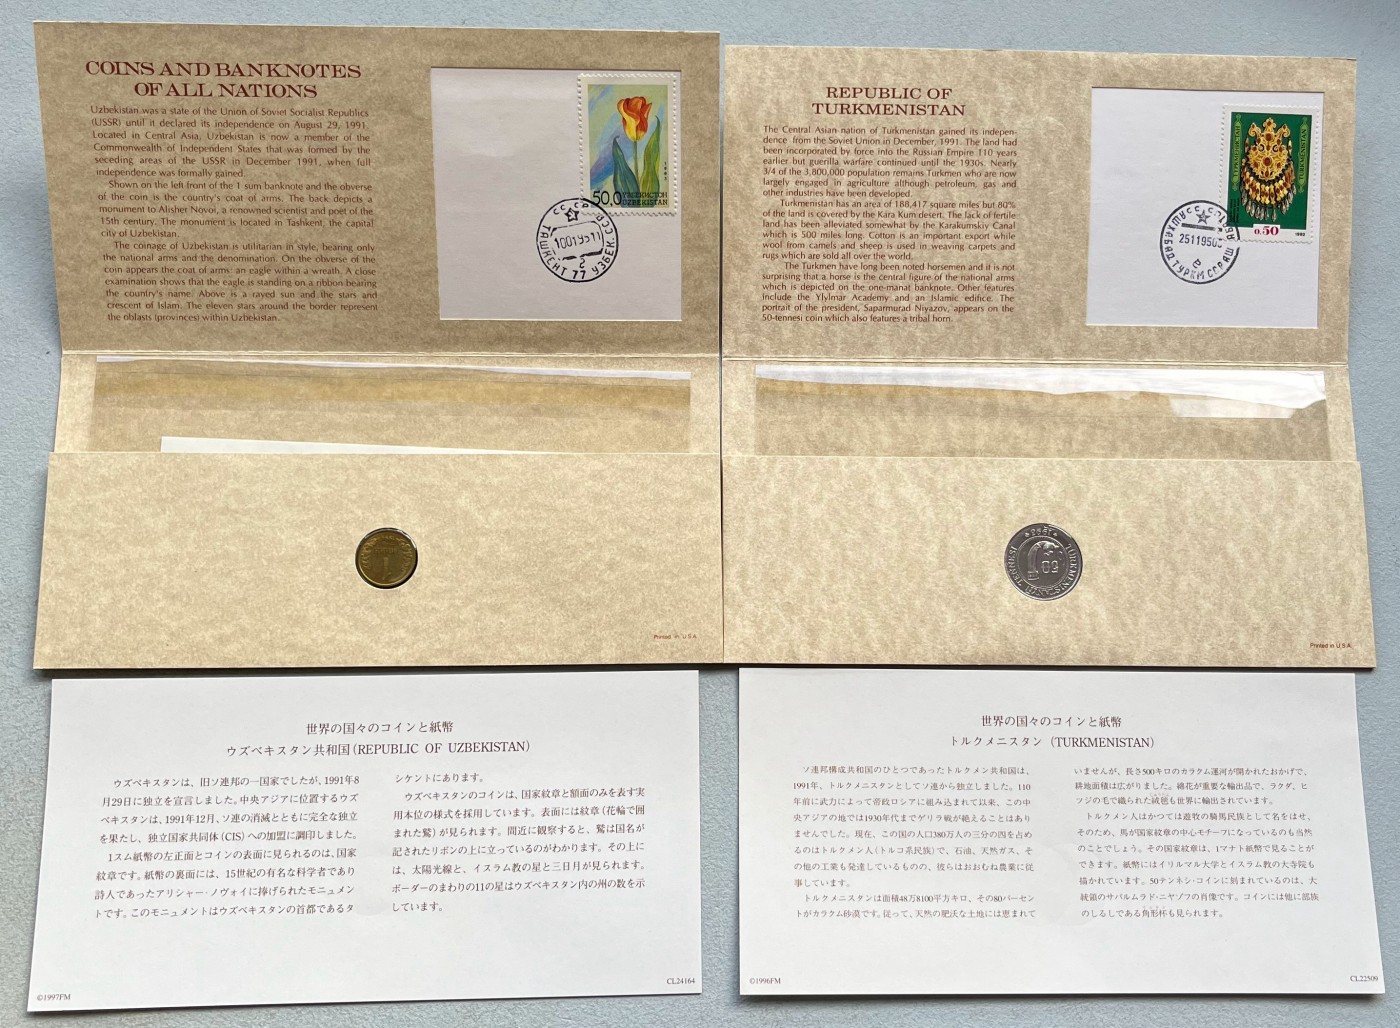 COINS AND BANKNOTES
OF ALL NATIONS
Uzbekistan was a state of the Union of Soviet Socialist Republics
(USSR) until it declared its independence on August 29, 1991.
Located in Central Asia, Uzbekistan is now a member of the
Commonwealth of Independent States that was formed by the
seceding areas of the USSR in December 1991, when full
independence was formally gained.
Shown on the left front of the 1 sum banknote and the obverse
of the coin is the country's coat of arms. The back depicts a
monument to Alisher Novoi, a renowned scientist and poet of the
15th century. The monument is located in Tashkent, the capital
city of Uzbekistan.
The coinage of Uzbekistan is utilitarian in style, bearing only
the national arms and the denomination. On the obverse of the
coin appears the coat of arms: an eagle within a wreath. A close
examination shows that the eagle is standing on a ribbon bearing
the country's name. Above is a rayed sun and the stars and
crescent of Islam. The eleven stars around the border represent
the oblasts (provinces) within Uzbekistan.
1993
50.0
ЎЗБЕКИСТОН
UZBEKISTAN
СССР
ТАШКЕНТ 77 УЗБЕК.ССР
Printed in U.S.A.
REPUBLIC OF
TURKMENISTAN
The Central Asian nation of Turkmenistan gained its indepen-
dence from the Soviet Union in December, 1991. The land had
been incorporated by force into the Russian Empire 110 years
earlier but guerilla warfare continued until the 1930s. Nearly
3/4 of the 3,800,000 population remains Turkmen who are now
largely engaged in agriculture although petroleum, gas and
other industries have been developed.
Turkmenistan has an area of 188,417 square miles but 80%
of the land is covered by the Kara Kum desert. The lack of fertile
land has been alleviated somewhat by the Karakumskiy Canal
which is 500 miles long. Cotton is an important export while
wool from camels and sheep is used in weaving carpets and
rugs which are sold all over the world.
The Turkmen have long been noted horsemen and it is not
surprising that a horse is the central figure of the national arms
which is depicted on the one-manat banknote. Other features
include the Ylylmar Academy and an Islamic edifice. The
portrait of the president, Saparmurad Niyazov, appears on the
50-tennesi coin which also features a tribal horn.
ТУРКМЕНИСТАН
TURKMENISTAN
0.50
1992
251195
1993
TÜRKMENISTAN
50
TEŇŇESI
Printed in U.S.A.
世界の国々のコインと紙幣
ウズベキスタン共和国(REPUBLIC OF UZBEKISTAN)
ウズベキスタンは、旧ソ連邦の一国家でしたが、1991年8
月29日に独立を宣言しました。中央アジアに位置するウズ
ベキスタンは、1991年12月、ソ連の消滅とともに完全な独立
を果たし、独立国家共同体(CIS)への加盟に調印しました。
1スム紙幣の左正面とコインの表面に見られるのは、国家
紋章です。紙幣の裏面には、15世紀の有名な科学者であり
詩人であったアリシャー・ノヴォイに捧げられたモニュメン
トです。このモニュメントはウズベキスタンの首都であるタ
シケントにあります。
ウズベキスタンのコインは、国家紋章と額面のみを表す実
用本位の様式を採用しています。表面には紋章(花輪で囲
まれた鷲)が見られます。間近に観察すると、鷲は国名が
記されたリボンの上に立っているのがわかります。その上に
は、太陽光線と、イスラム教の星と三日月が見られます。
ボーダーのまわりの11の星はウズベキスタン内の州の数を示
しています。
©1997FM
CL24164
世界の国々のコインと紙幣
トルクメニスタン (TURKMENISTAN)
ソ連邦構成共和国のひとつであったトルクメン共和国は、
1991年、トルクメニスタンとしてソ連から独立しました。110
年前に武力によって帝政ロシアに組み込まれて以来、この中
央アジアの地では1930年代までゲリラ戦が絶えることはあり
ませんでした。現在、この国の人口380万人の三分の四を占め
るのはトルクメン人(トルコ系民族)で、石油、天然ガス、そ
の他の工業も発達しているものの、彼らはおおむね農業に従
事しています。
トルクメニスタンは面積48万8100平方キロ、その80パーセン
トがカラクム砂漠です。従って、天然の肥沃な土地には恵まれて
いませんが、長さ500キロのカラクム運河が開かれたおかげで、
耕地面積は広がりました。綿花が重要な輸出品で、ラクダ、ヒ
ツジの毛で織られた絨毯も世界に輸出されています。
トルクメン人はかつては遊牧の騎馬民族として名をはせ、
そのため、馬が国家紋章の中心モチーフになっているのも当然
のことでしょう。その国家紋章は、1マナト紙幣で見ることが
できます。紙幣にはイリルマル大学とイスラム教の大寺院も
描かれています。50テンネシ・コインに刻まれているのは、大
統領のサパルムラド・ニヤゾフの肖像です。コインには他に部族
のしるしである角形杯も見られます。
©1996FM
CL22509